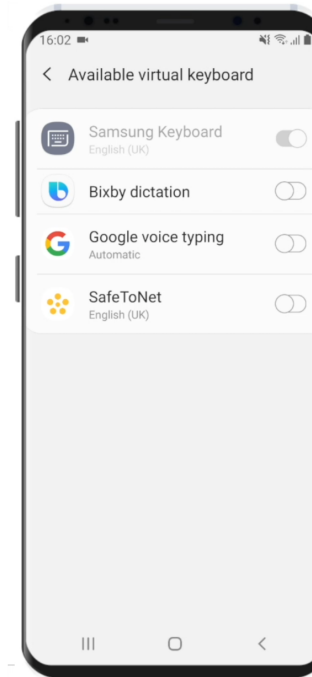 16:02
Available virtual keyboard
Samsung Keyboard
English (UK)
Bixby dictation
Google voice typing
Automatic
SafeToNet
English (UK)